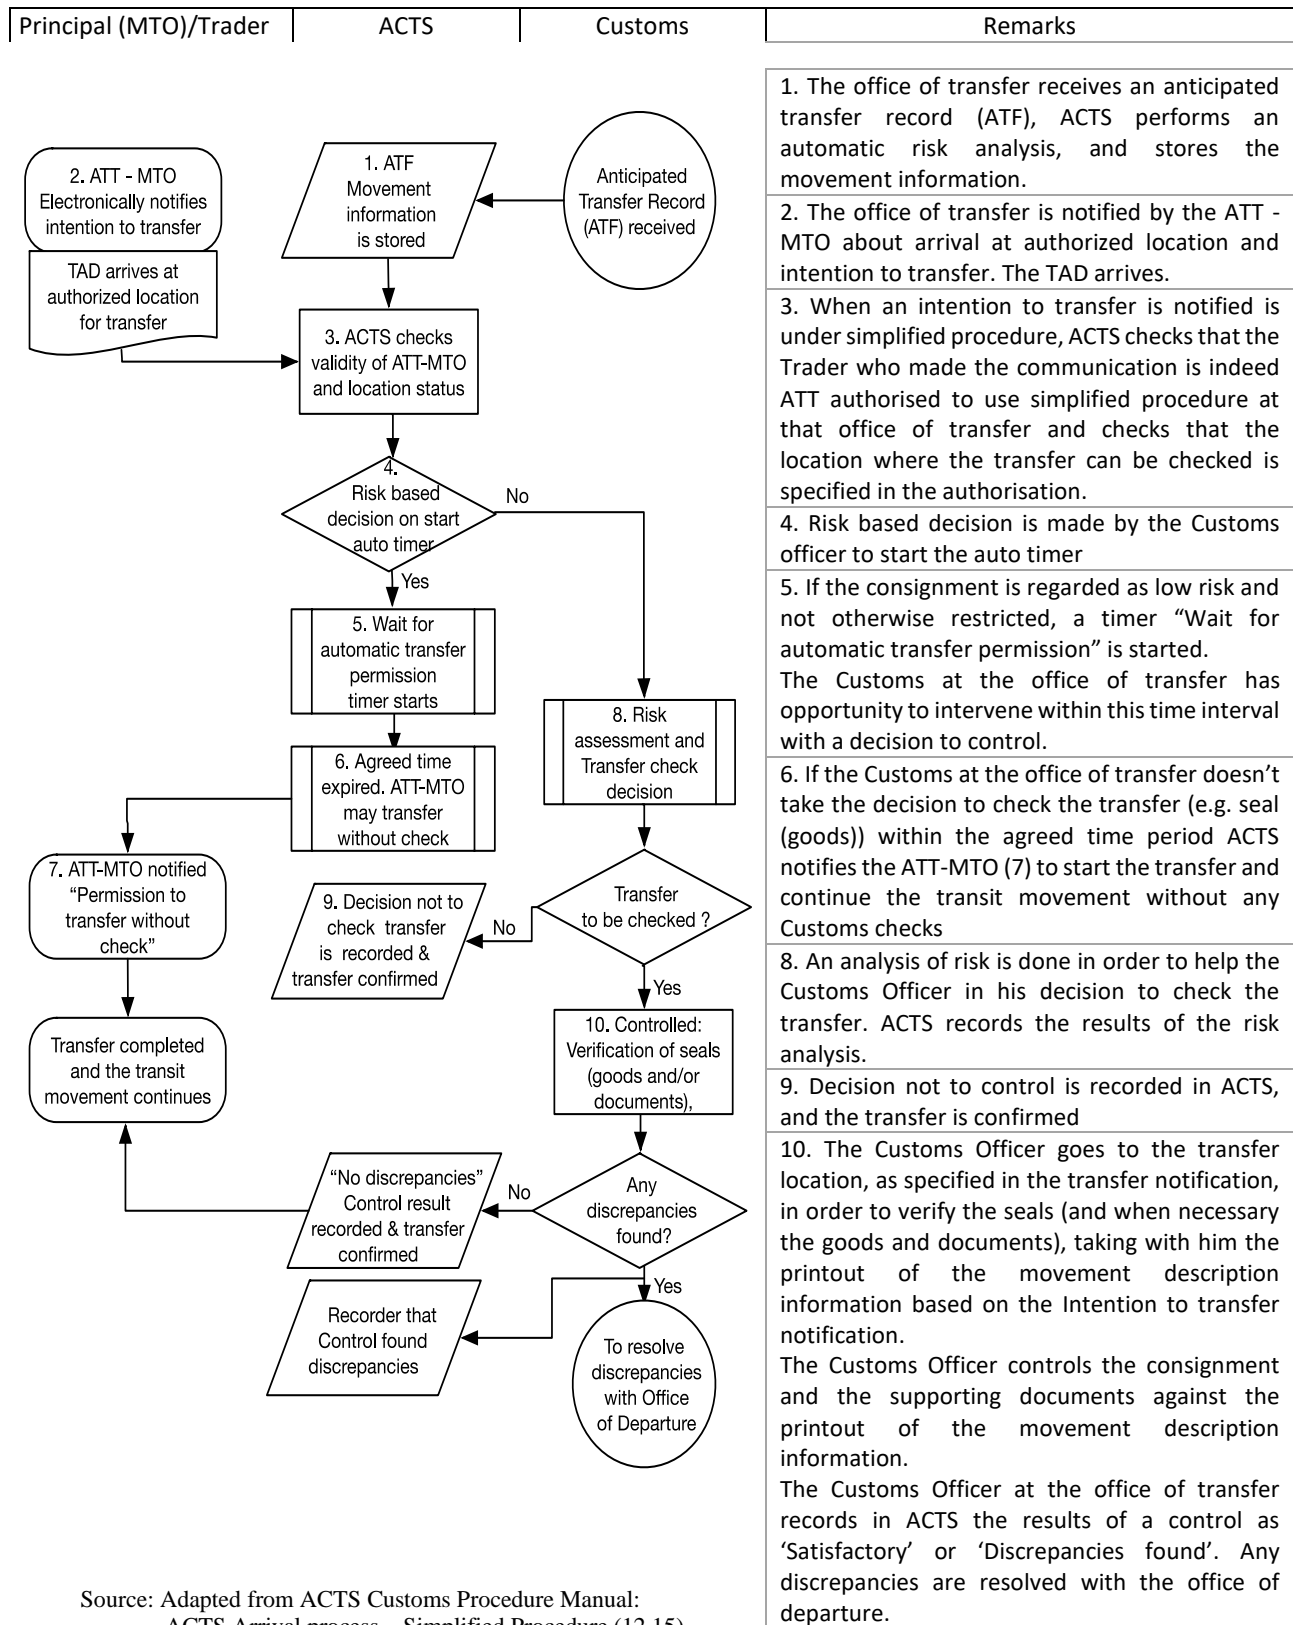 Principal (MTO)/Trader
ACTS
Customs
Remarks
2. ATT - MTO
Electronically notifies
intention to transfer
TAD arrives at
authorized location
for transfer
1. ATF
Movement
information
is stored
Anticipated
Transfer Record
(ATF) received
3. ACTS checks
validity of ATT-MTO
and location status
4.
Risk based
decision on start
auto timer
No
Yes
5. Wait for
automatic transfer
permission
timer starts
6. Agreed time
expired. ATT-MTO
may transfer
without check
7. ATT-MTO notified
“Permission to
transfer without
check”
Transfer completed
and the transit
movement continues
8. Risk
assessment and
Transfer check
decision
Transfer
to be checked ?
No
9. Decision not to
check transfer
is recorded &
transfer confirmed
Yes
10. Controlled:
Verification of seals
(goods and/or
documents),
Any
discrepancies
found?
No
“No discrepancies”
Control result
recorded & transfer
confirmed
Yes
Recorder that
Control found
discrepancies
To resolve
discrepancies
with Office
of Departure
1. The office of transfer receives an anticipated
transfer record (ATF), ACTS performs an
automatic risk analysis, and stores the
movement information.
2. The office of transfer is notified by the ATT -
MTO about arrival at authorized location and
intention to transfer. The TAD arrives.
3. When an intention to transfer is notified is
under simplified procedure, ACTS checks that the
Trader who made the communication is indeed
ATT authorised to use simplified procedure at
that office of transfer and checks that the
location where the transfer can be checked is
specified in the authorisation.
4. Risk based decision is made by the Customs
officer to start the auto timer
5. If the consignment is regarded as low risk and
not otherwise restricted, a timer “Wait for
automatic transfer permission” is started.
The Customs at the office of transfer has
opportunity to intervene within this time interval
with a decision to control.
6. If the Customs at the office of transfer doesn’t
take the decision to check the transfer (e.g. seal
(goods)) within the agreed time period ACTS
notifies the ATT-MTO (7) to start the transfer and
continue the transit movement without any
Customs checks
8. An analysis of risk is done in order to help the
Customs Officer in his decision to check the
transfer. ACTS records the results of the risk
analysis.
9. Decision not to control is recorded in ACTS,
and the transfer is confirmed
10. The Customs Officer goes to the transfer
location, as specified in the transfer notification,
in order to verify the seals (and when necessary
the goods and documents), taking with him the
printout of the movement description
information based on the Intention to transfer
notification.
The Customs Officer controls the consignment
and the supporting documents against the
printout of the movement description
information.
The Customs Officer at the office of transfer
records in ACTS the results of a control as
‘Satisfactory’ or ‘Discrepancies found’. Any
discrepancies are resolved with the office of
departure.
Source: Adapted from ACTS Customs Procedure Manual:
ACTS Arrival process – Simplified Procedure (12.15)